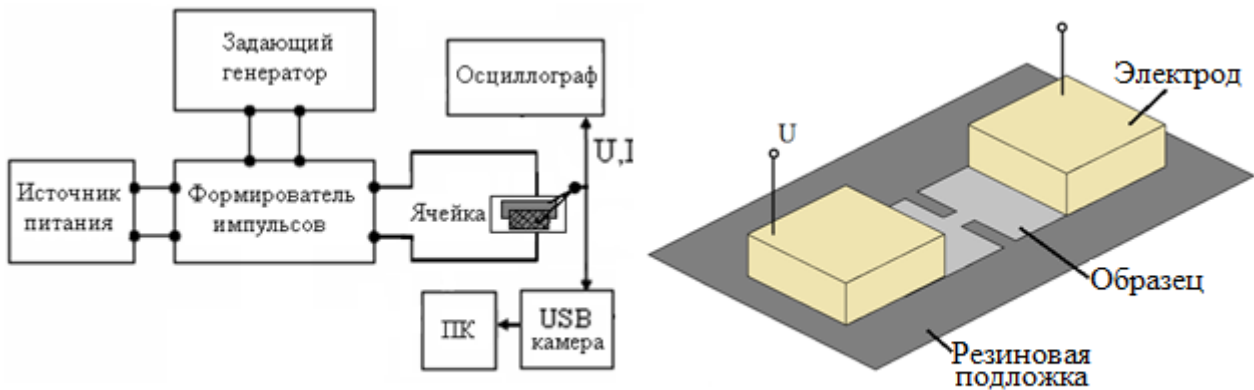 Задающий
генератор
Осциллограф
Источник
питания
Формирователь
импульсов
Ячейка
U,I
ПК
USB
камера
Электрод
U
Образец
Резиновая
подложка